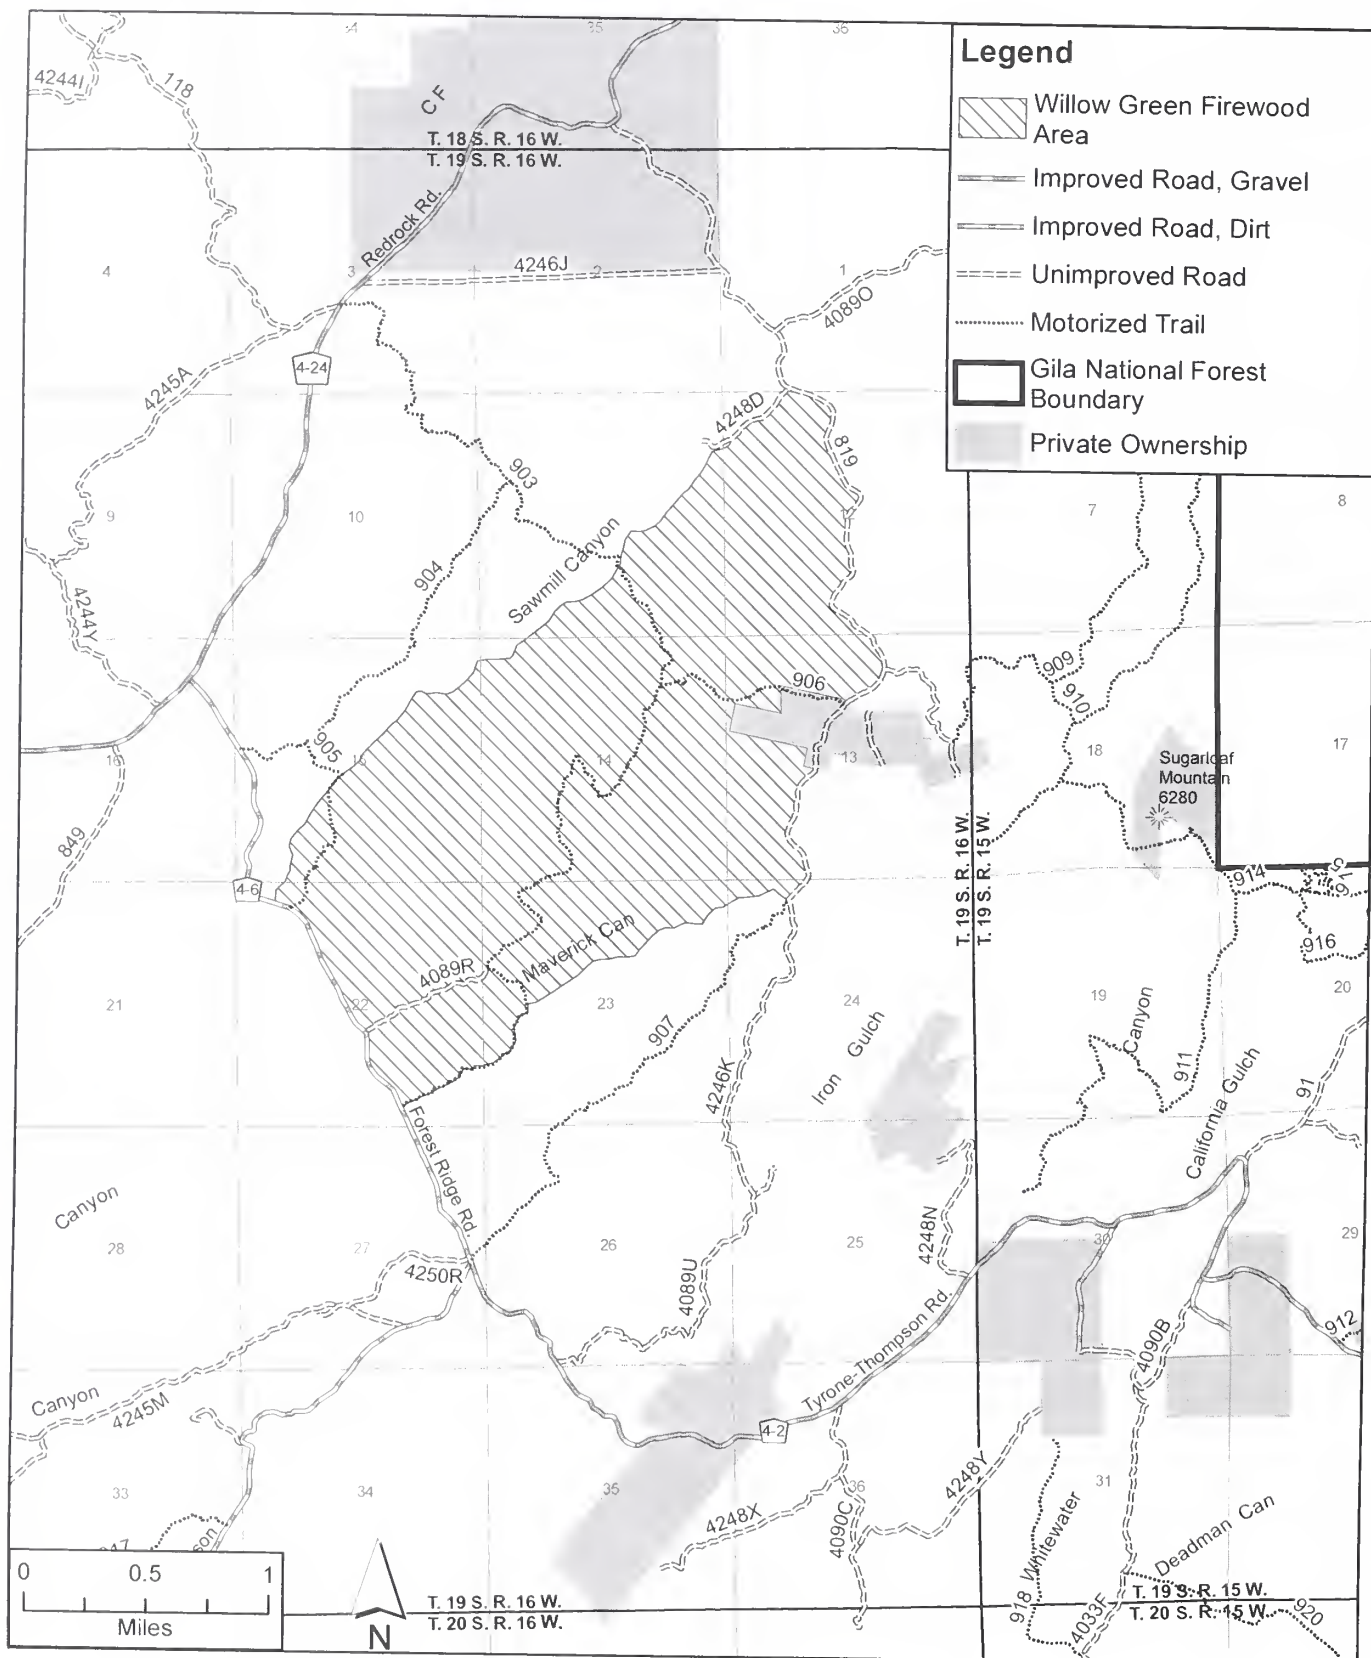 34
35
36
Legend
Willow Green Firewood
Area
Improved Road, Gravel
Improved Road, Dirt
Unimproved Road
Motorized Trail
Gila National Forest
Boundary
Private Ownership
4244I
118
C F
T. 18 S. R. 16 W.
T. 19 S. R. 16 W.
Redrock Rd.
4
3
4246J
2
1
4089O
4-24
4245A
4248D
819
903
9
10
12
7
8
904
Sawmill Canyon
4244Y
906
909
910
905
16
15
14
13
18
17
Sugarloaf
Mountain
6280
849
4-6
T. 19 S. R. 16 W.
T. 19 S. R. 15 W.
914
916
Maverick Can
4089R
21
22
23
24
19
20
907
Iron Gulch
Canyon
911
California Gulch
91
4246K
Forest Ridge Rd.
Canyon
28
27
26
25
30
29
4250R
4248N
4089U
Tyrone-Thompson Rd.
4090B
912
Canyon
4245M
4-2
33
34
35
36
31
4248X
4090C
4248Y
918
Whitewater
Deadman Can
son
0 0.5 1
Miles
N
T. 19 S. R. 16 W.
T. 20 S. R. 16 W.
T. 19 S. R. 15 W.
T. 20 S. R. 15 W.
4033F
920